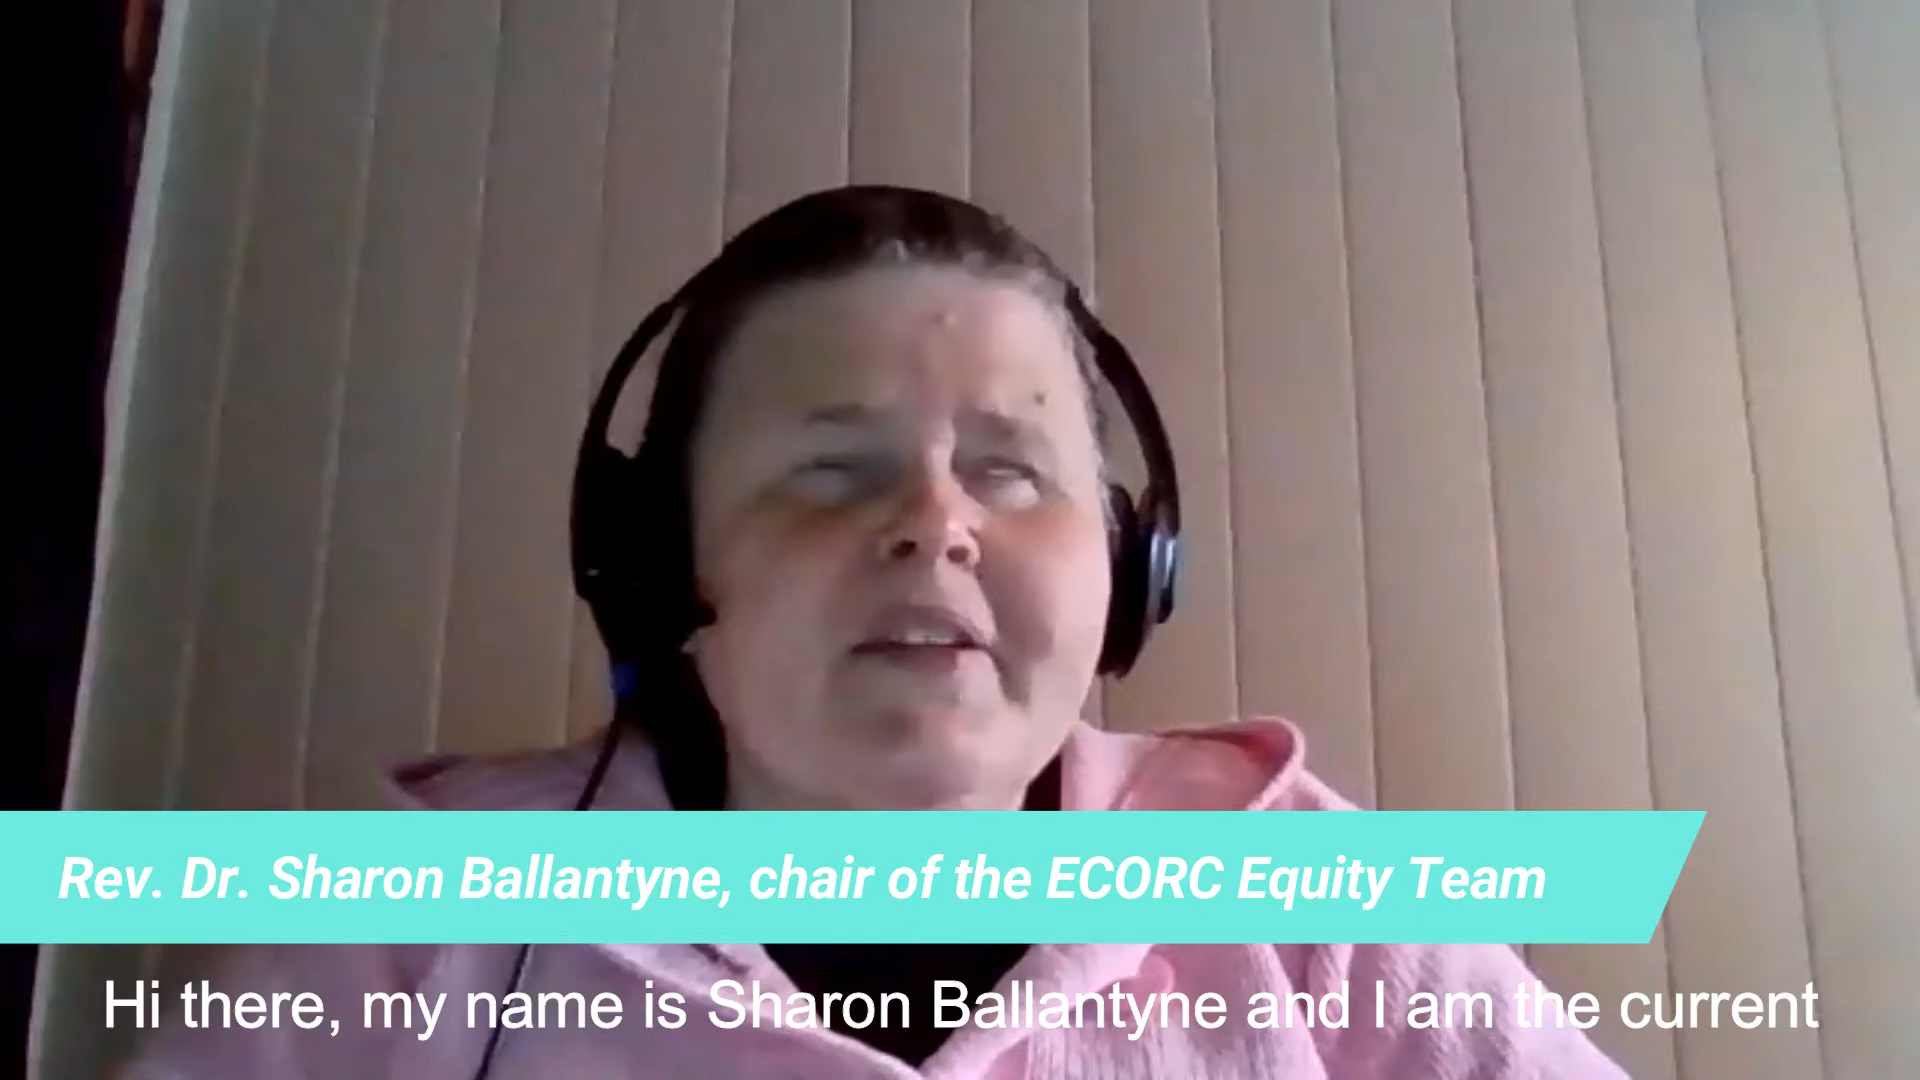 Rev. Dr. Sharon Ballantyne, chair of the ECORC Equity Team
Hi there, my name is Sharon Ballantyne and I am the current